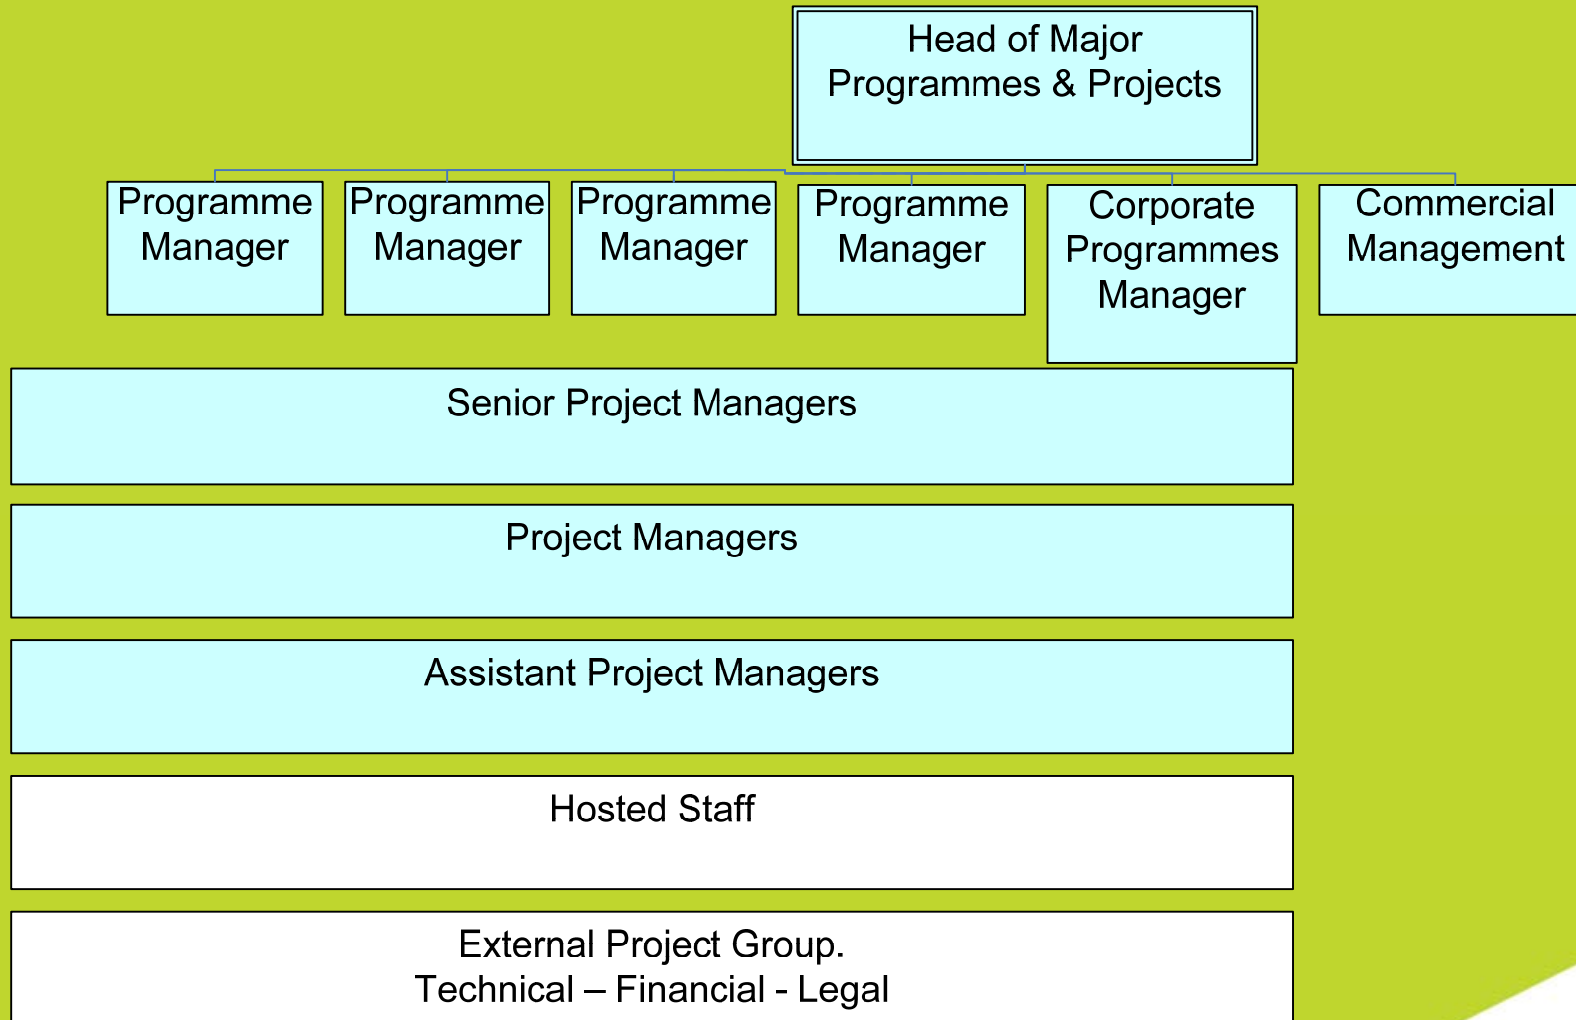 Head of Major
Programmes & Projects
Programme
Manager
Programme
Manager
Programme
Manager
Programme
Manager
Corporate
Programmes
Manager
Commercial
Management
Senior Project Managers
Project Managers
Assistant Project Managers
Hosted Staff
External Project Group.
Technical – Financial - Legal